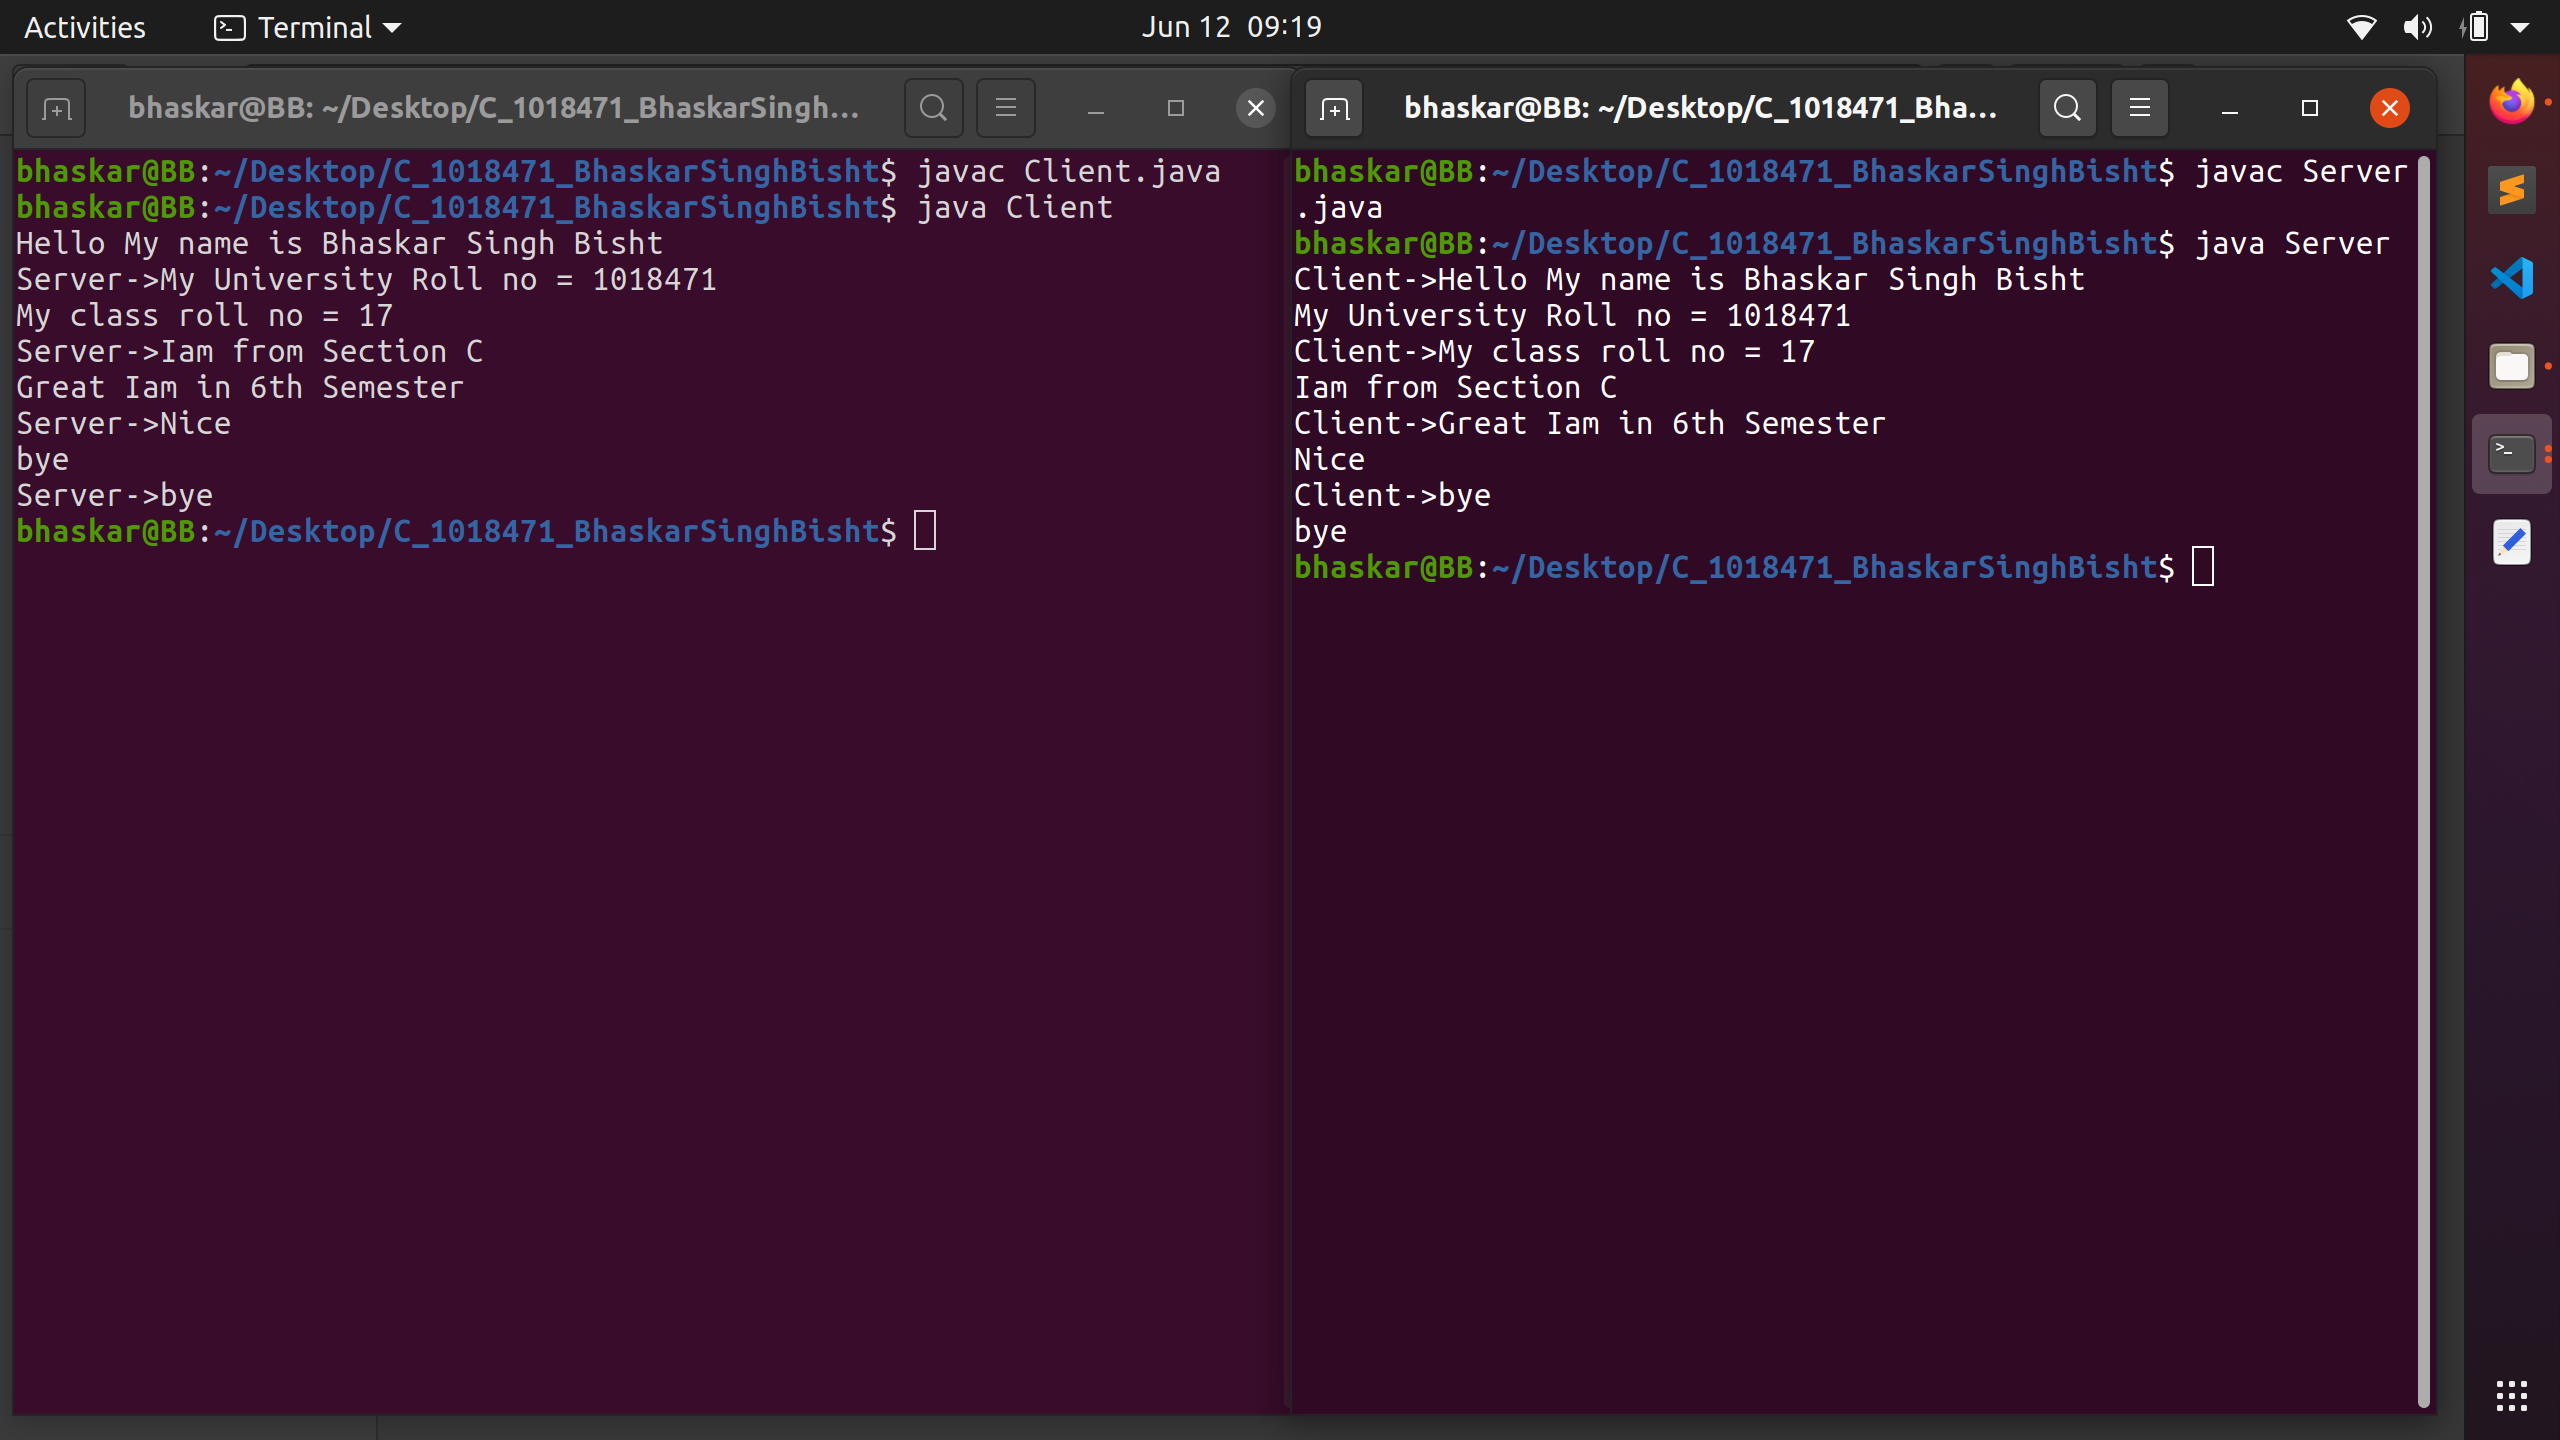 Activities Terminal Jun 12 09:19
bhaskar@BB: ~/Desktop/C_1018471_BhaskarSingh...
bhaskar@BB:~/Desktop/C_1018471_BhaskarSinghBisht$ javac Client.java
bhaskar@BB:~/Desktop/C_1018471_BhaskarSinghBisht$ java Client
Hello My name is Bhaskar Singh Bisht
Server->My University Roll no = 1018471
My class roll no = 17
Server->Iam from Section C
Great Iam in 6th Semester
Server->Nice
bye
Server->bye
bhaskar@BB:~/Desktop/C_1018471_BhaskarSinghBisht$
bhaskar@BB: ~/Desktop/C_1018471_Bha...
bhaskar@BB:~/Desktop/C_1018471_BhaskarSinghBisht$ javac Server
.java
bhaskar@BB:~/Desktop/C_1018471_BhaskarSinghBisht$ java Server
Client->Hello My name is Bhaskar Singh Bisht
My University Roll no = 1018471
Client->My class roll no = 17
Iam from Section C
Client->Great Iam in 6th Semester
Nice
Client->bye
bye
bhaskar@BB:~/Desktop/C_1018471_BhaskarSinghBisht$